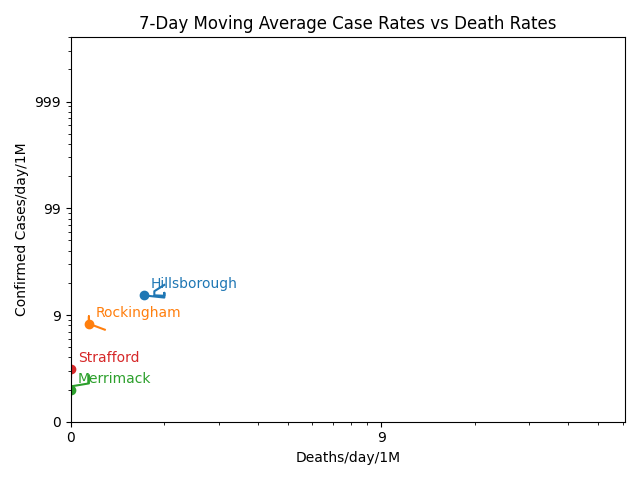 7-Day Moving Average Case Rates vs Death Rates
Confirmed Cases/day/1M
999
99
9
0
Hillsborough
Rockingham
Strafford
Merrimack
0 9
Deaths/day/1M